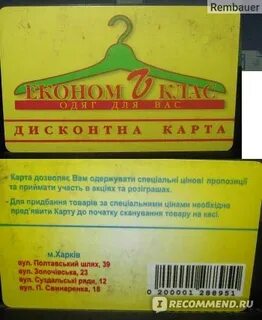 Rembauer
ЕКОНОМ КЛАС
ОДЯГ ДЛЯ ВАС
ДИСКОНТНА КАРТА
- Карта дозволяє Вам одержувати спеціальні цінові пропозиції
та приймати участь в акціях та розіграшах.
- Для придбання товарів за спеціальними цінами необхідно
пред'явити Карту до початку сканування товару на касі.
м.Харків
вул. Полтавський шлях, 39
вул. Золочівська, 23
вул. Суздальські ряди, 12
вул. П. Свинаренка, 18
0 200001 288951
IRECOMMEND.RU